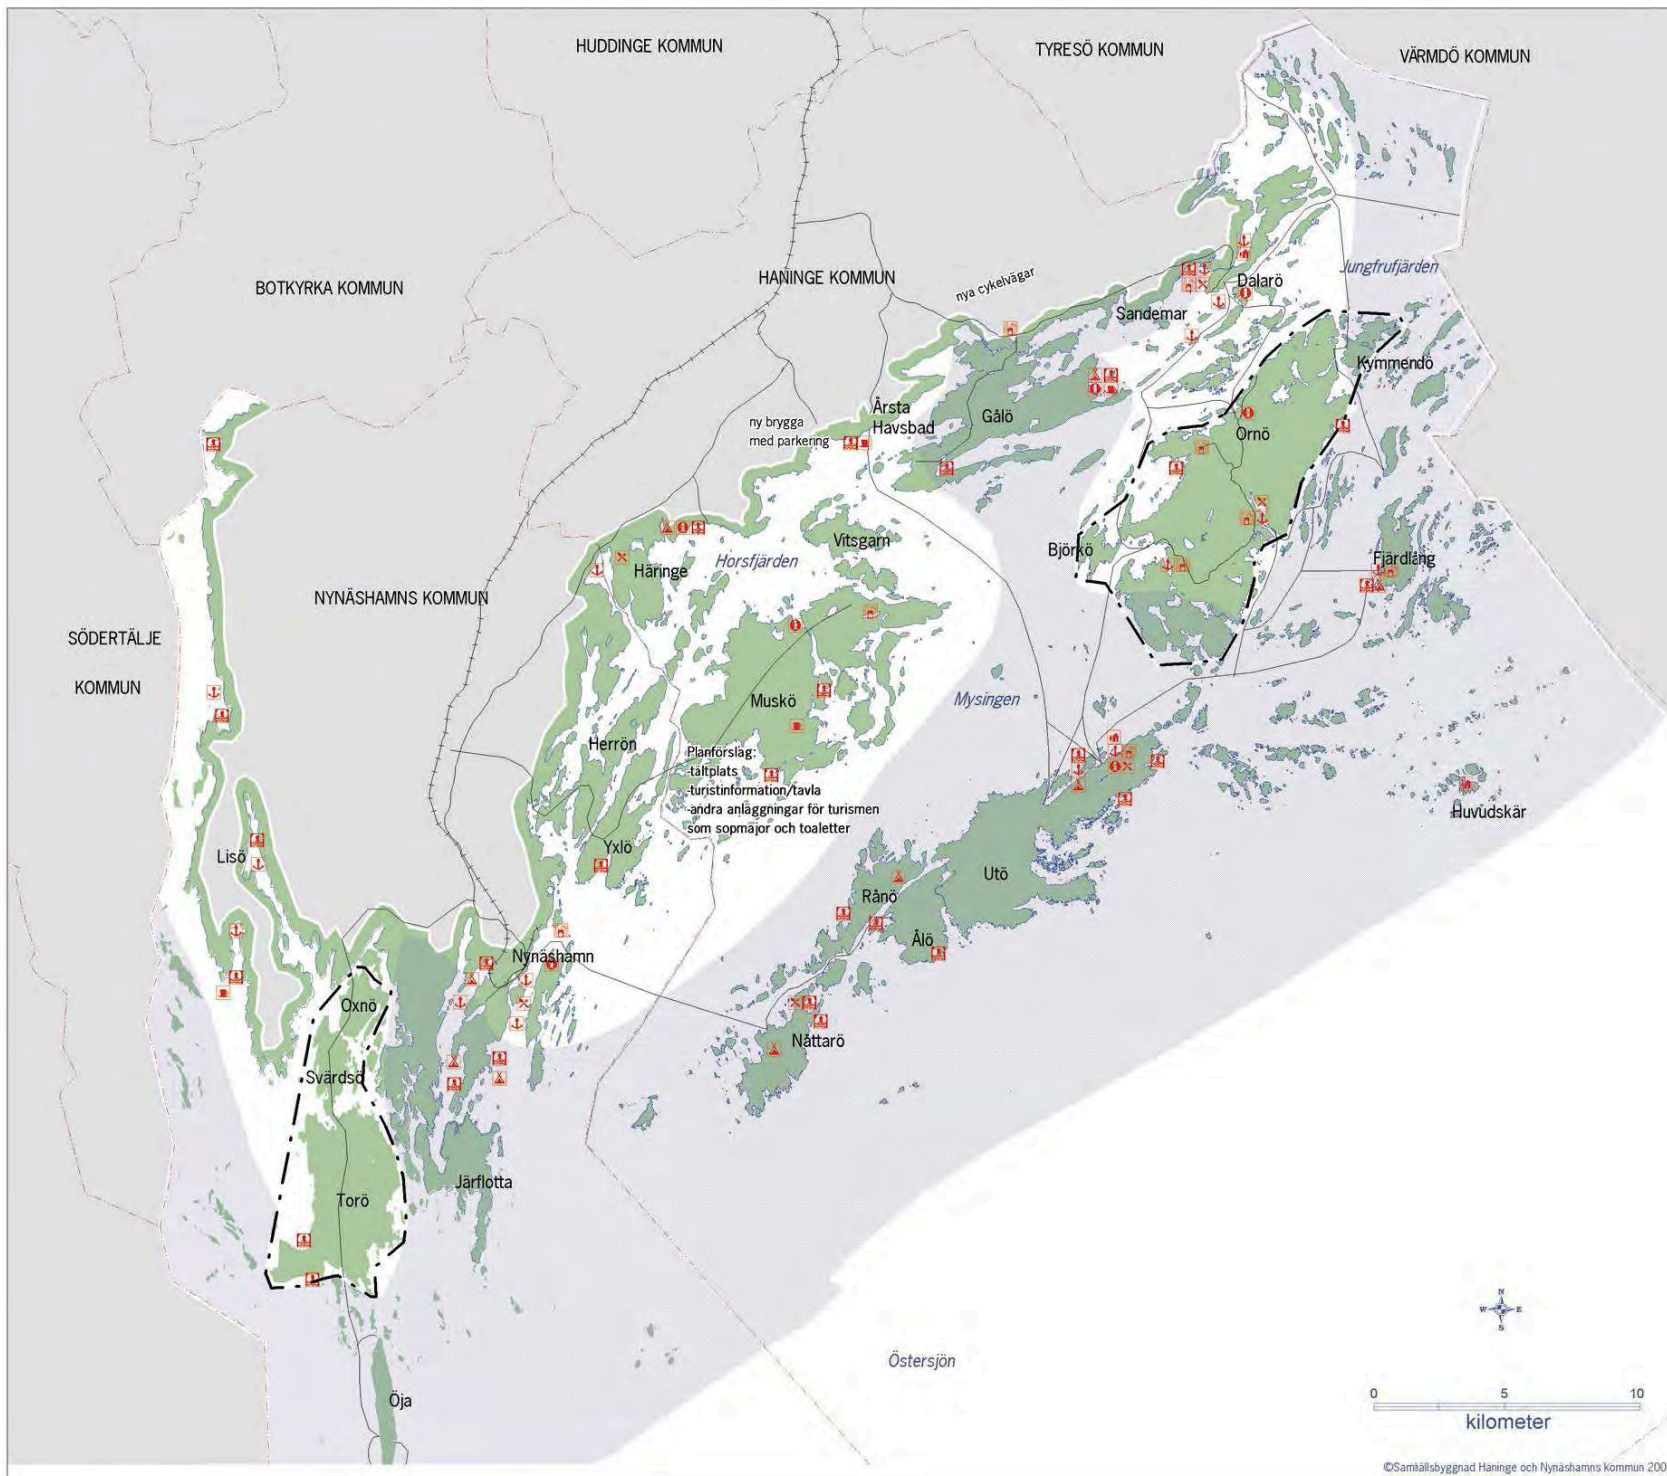 HUDDINGE KOMMUN
TYRESÖ KOMMUN
VÄRMDÖ KOMMUN
BOTKYRKA KOMMUN
HANINGE KOMMUN
nya cykelvägar
Jungfrufjärden
Dalarö
Sandemar
Kymmendö
Årsta
Havsbad
Gålö
ny brygga
med parkering
Ornö
Vitsgarn
Björkö
Fjärdlång
Horsfjärden
Häringe
NYNÄSHAMNS KOMMUN
SÖDERTÄLJE
KOMMUN
Muskö
Mysingen
Herrön
Planförslag:
-tältplats
-turistinformation/tavla
-andra anläggningar för turismen
som sopmajor och toaletter
Huvudskär
Yxlö
Lisö
Utö
Rånö
Ålö
Nynäshamn
Oxnö
Nåttarö
Svärdsö
Järflotta
Torö
N
W E
S
Östersjön
Öja
0 5 10
kilometer
©Samhällsbyggnad Haninge och Nynäshamns kommun 200